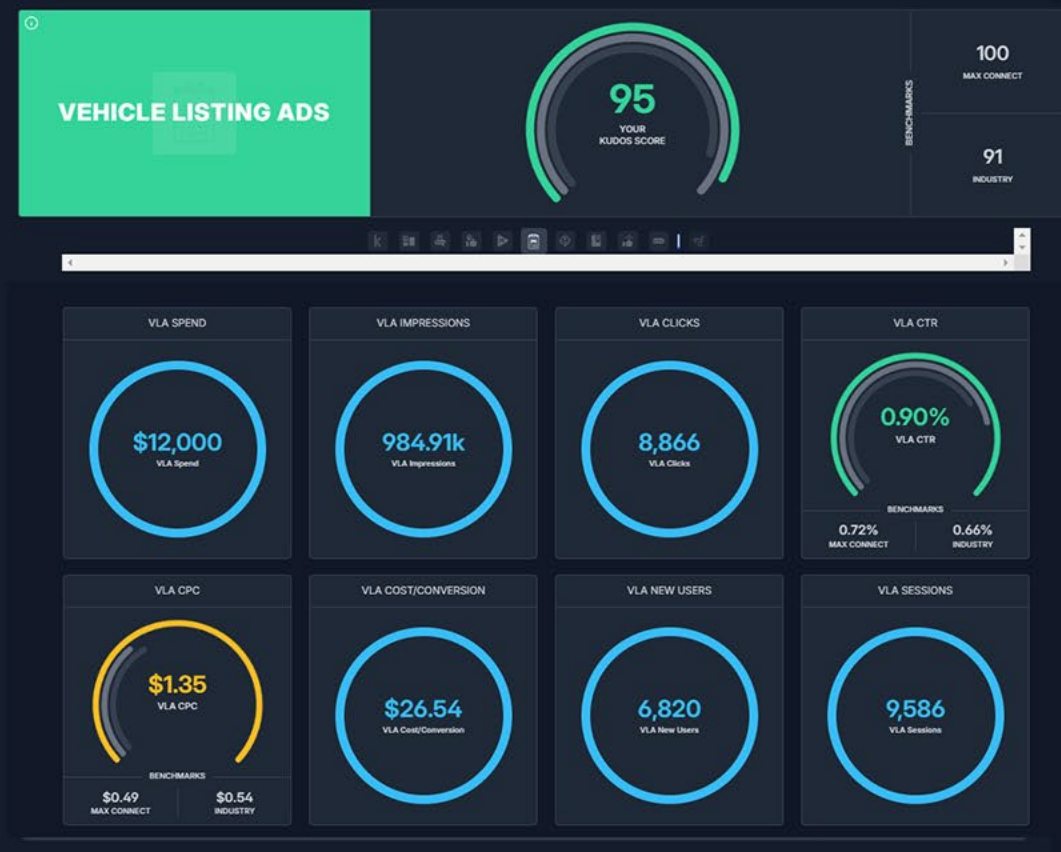 VEHICLE LISTING ADS
95
YOUR
KUDOS SCORE
BENCHMARKS
100
MAX CONNECT
91
INDUSTRY
VLA SPEND
$12,000
VLA Spend
VLA IMPRESSIONS
984.91k
VLA Impressions
VLA CLICKS
8,866
VLA Clicks
VLA CTR
0.90%
VLA CTR
BENCHMARKS
0.72%
MAX CONNECT
0.66%
INDUSTRY
VLA CPC
$1.35
VLA CPC
BENCHMARKS
$0.49
MAX CONNECT
$0.54
INDUSTRY
VLA COST/CONVERSION
$26.54
VLA Cost/Conversion
VLA NEW USERS
6,820
VLA New Users
VLA SESSIONS
9,586
VLA Sessions